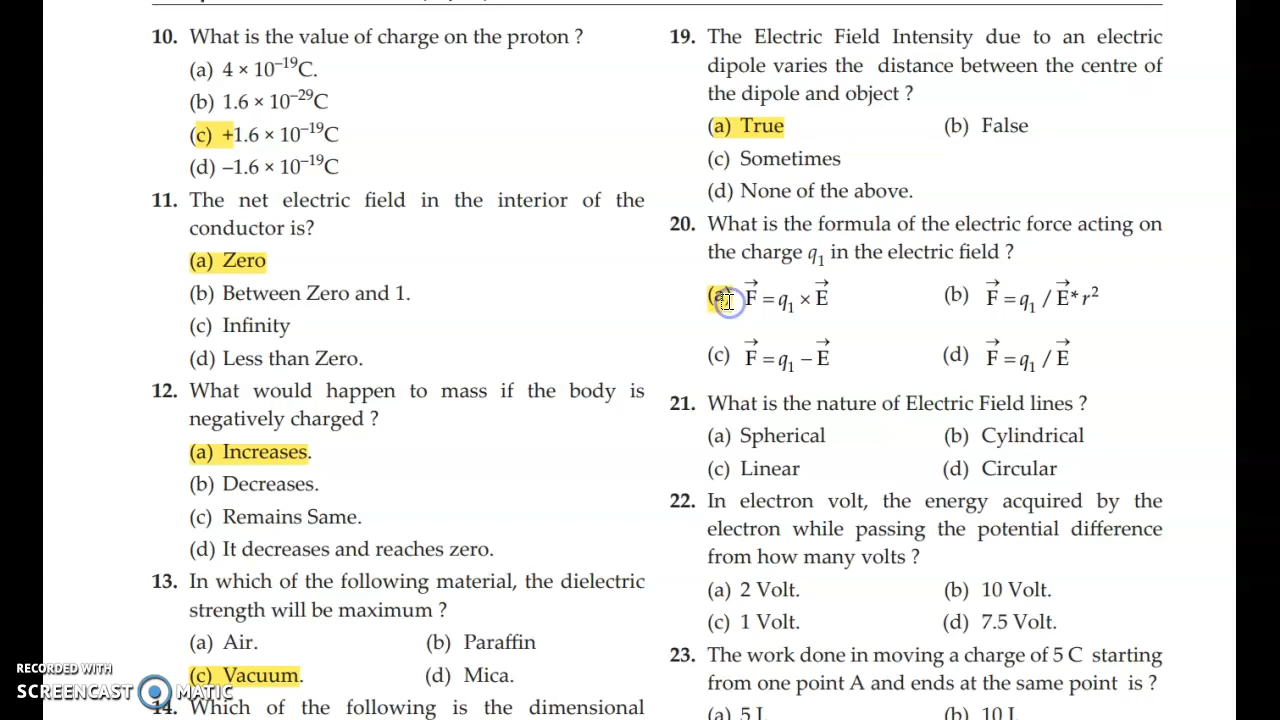 10. What is the value of charge on the proton ?
(a) 4 × 10⁻¹⁹C.
(b) 1.6 × 10⁻²⁹C
(c) +1.6 × 10⁻¹⁹C
(d) –1.6 × 10⁻¹⁹C
11. The net electric field in the interior of the
conductor is?
(a) Zero
(b) Between Zero and 1.
(c) Infinity
(d) Less than Zero.
12. What would happen to mass if the body is
negatively charged ?
(a) Increases.
(b) Decreases.
(c) Remains Same.
(d) It decreases and reaches zero.
13. In which of the following material, the dielectric
strength will be maximum ?
(a) Air. (b) Paraffin
(c) Vacuum. (d) Mica.
14. Which of the following is the dimensional
19. The Electric Field Intensity due to an electric
dipole varies the distance between the centre of
the dipole and object ?
(a) True (b) False
(c) Sometimes
(d) None of the above.
20. What is the formula of the electric force acting on
the charge q₁ in the electric field ?
(a) F⃗ = q₁ × E⃗ (b) F⃗ = q₁ / E⃗* r²
(c) F⃗ = q₁ – E⃗ (d) F⃗ = q₁ / E⃗
21. What is the nature of Electric Field lines ?
(a) Spherical (b) Cylindrical
(c) Linear (d) Circular
22. In electron volt, the energy acquired by the
electron while passing the potential difference
from how many volts ?
(a) 2 Volt. (b) 10 Volt.
(c) 1 Volt. (d) 7.5 Volt.
23. The work done in moving a charge of 5 C starting
from one point A and ends at the same point is ?
(a) 5 J. (b) 10 J.
RECORDED WITH
SCREENCAST MATIC